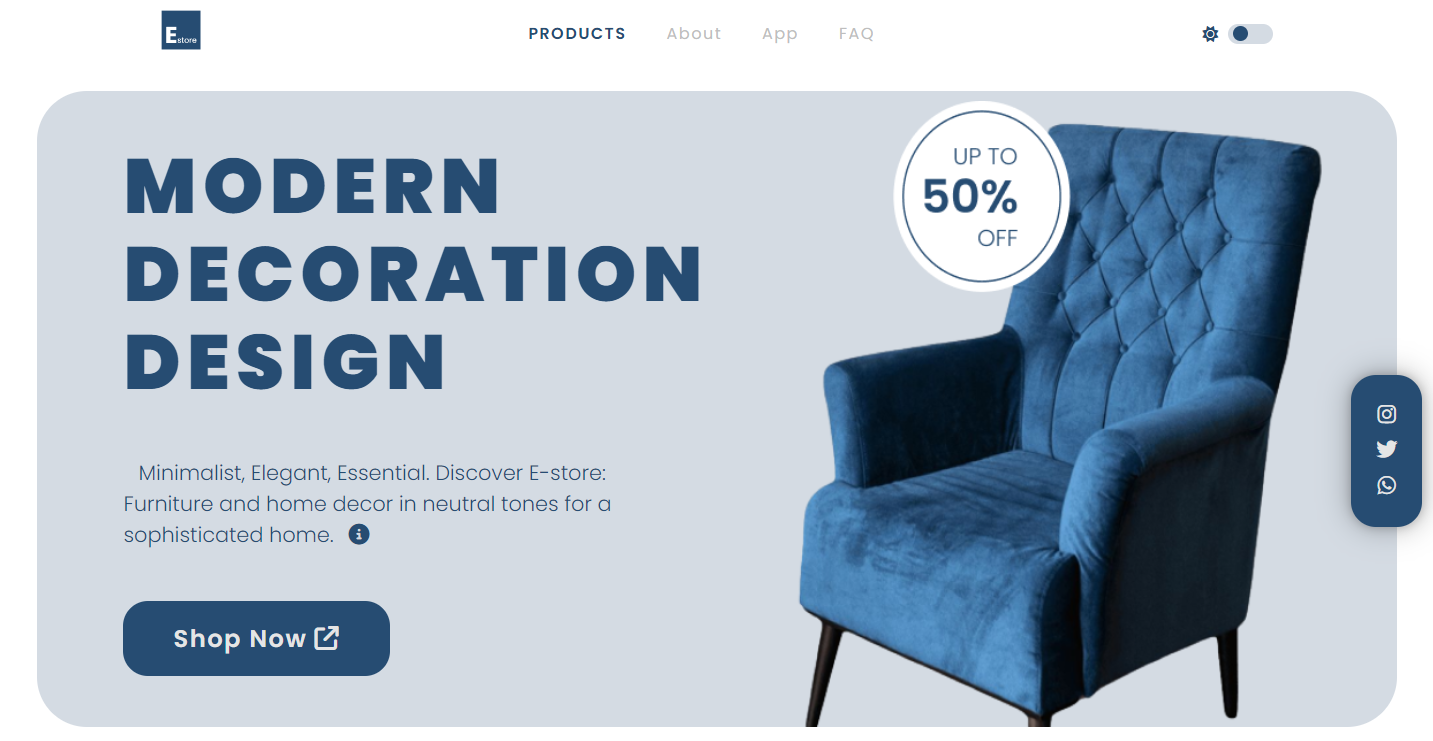 Estore
PRODUCTS About App FAQ
MODERN
DECORATION
DESIGN
UP TO
50%
OFF
Minimalist, Elegant, Essential. Discover E-store:
Furniture and home decor in neutral tones for a
sophisticated home.
Shop Now